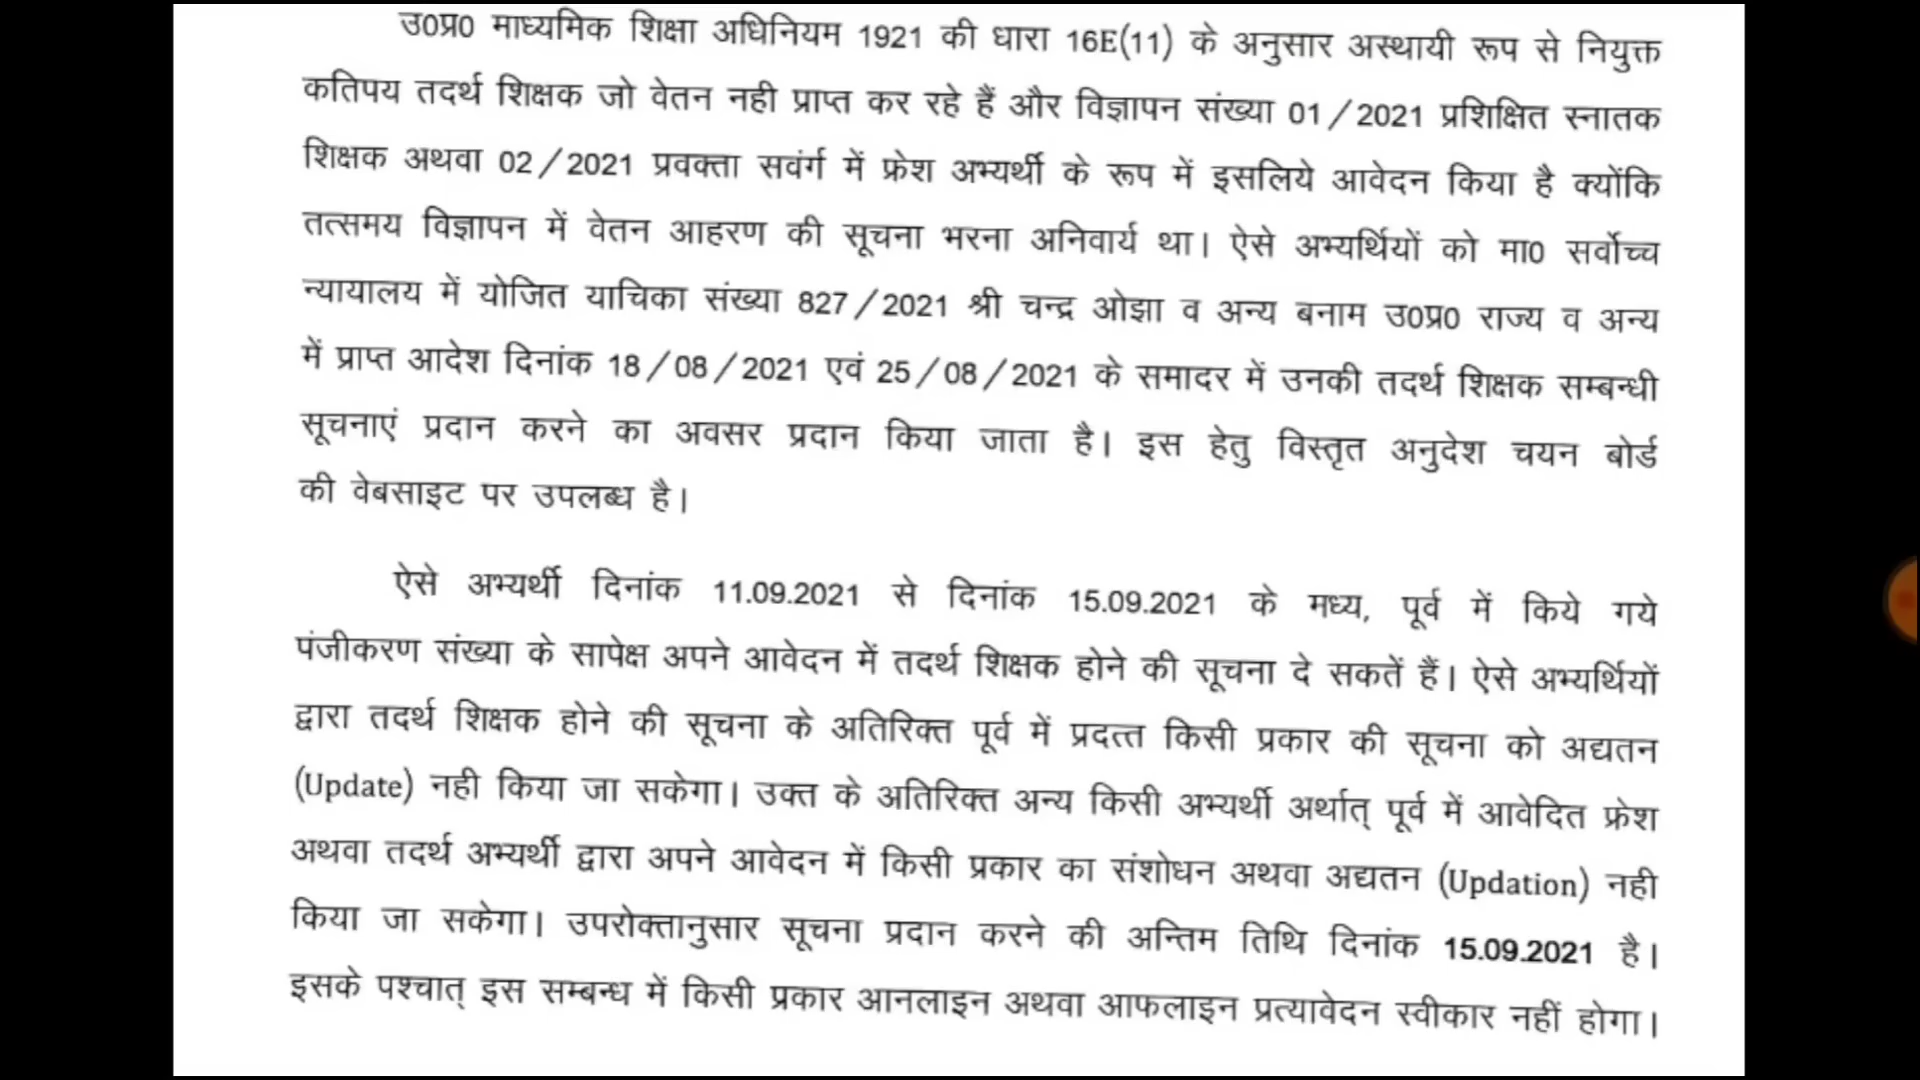 उ0प्र0 माध्यमिक शिक्षा अधिनियम 1921 की धारा 16E(11) के अनुसार अस्थायी रूप से नियुक्त
कतिपय तदर्थ शिक्षक जो वेतन नही प्राप्त कर रहे हैं और विज्ञापन संख्या 01/2021 प्रशिक्षित स्नातक
शिक्षक अथवा 02/2021 प्रवक्ता सवंर्ग में फ्रेश अभ्यर्थी के रूप में इसलिये आवेदन किया है क्योंकि
तत्समय विज्ञापन में वेतन आहरण की सूचना भरना अनिवार्य था। ऐसे अभ्यर्थियों को मा0 सर्वोच्च
न्यायालय में योजित याचिका संख्या 827/2021 श्री चन्द्र ओझा व अन्य बनाम उ0प्र0 राज्य व अन्य
में प्राप्त आदेश दिनांक 18/08/2021 एवं 25/08/2021 के समादर में उनकी तदर्थ शिक्षक सम्बन्धी
सूचनाएं प्रदान करने का अवसर प्रदान किया जाता है। इस हेतु विस्तृत अनुदेश चयन बोर्ड
की वेबसाइट पर उपलब्ध है।
ऐसे अभ्यर्थी दिनांक 11.09.2021 से दिनांक 15.09.2021 के मध्य, पूर्व में किये गये
पंजीकरण संख्या के सापेक्ष अपने आवेदन में तदर्थ शिक्षक होने की सूचना दे सकतें हैं। ऐसे अभ्यर्थियों
द्वारा तदर्थ शिक्षक होने की सूचना के अतिरिक्त पूर्व में प्रदत्त किसी प्रकार की सूचना को अद्यतन
(Update) नही किया जा सकेगा। उक्त के अतिरिक्त अन्य किसी अभ्यर्थी अर्थात् पूर्व में आवेदित फ्रेश
अथवा तदर्थ अभ्यर्थी द्वारा अपने आवेदन में किसी प्रकार का संशोधन अथवा अद्यतन (Updation) नही
किया जा सकेगा। उपरोक्तानुसार सूचना प्रदान करने की अन्तिम तिथि दिनांक 15.09.2021 है।
इसके पश्चात् इस सम्बन्ध में किसी प्रकार आनलाइन अथवा आफलाइन प्रत्यावेदन स्वीकार नहीं होगा।